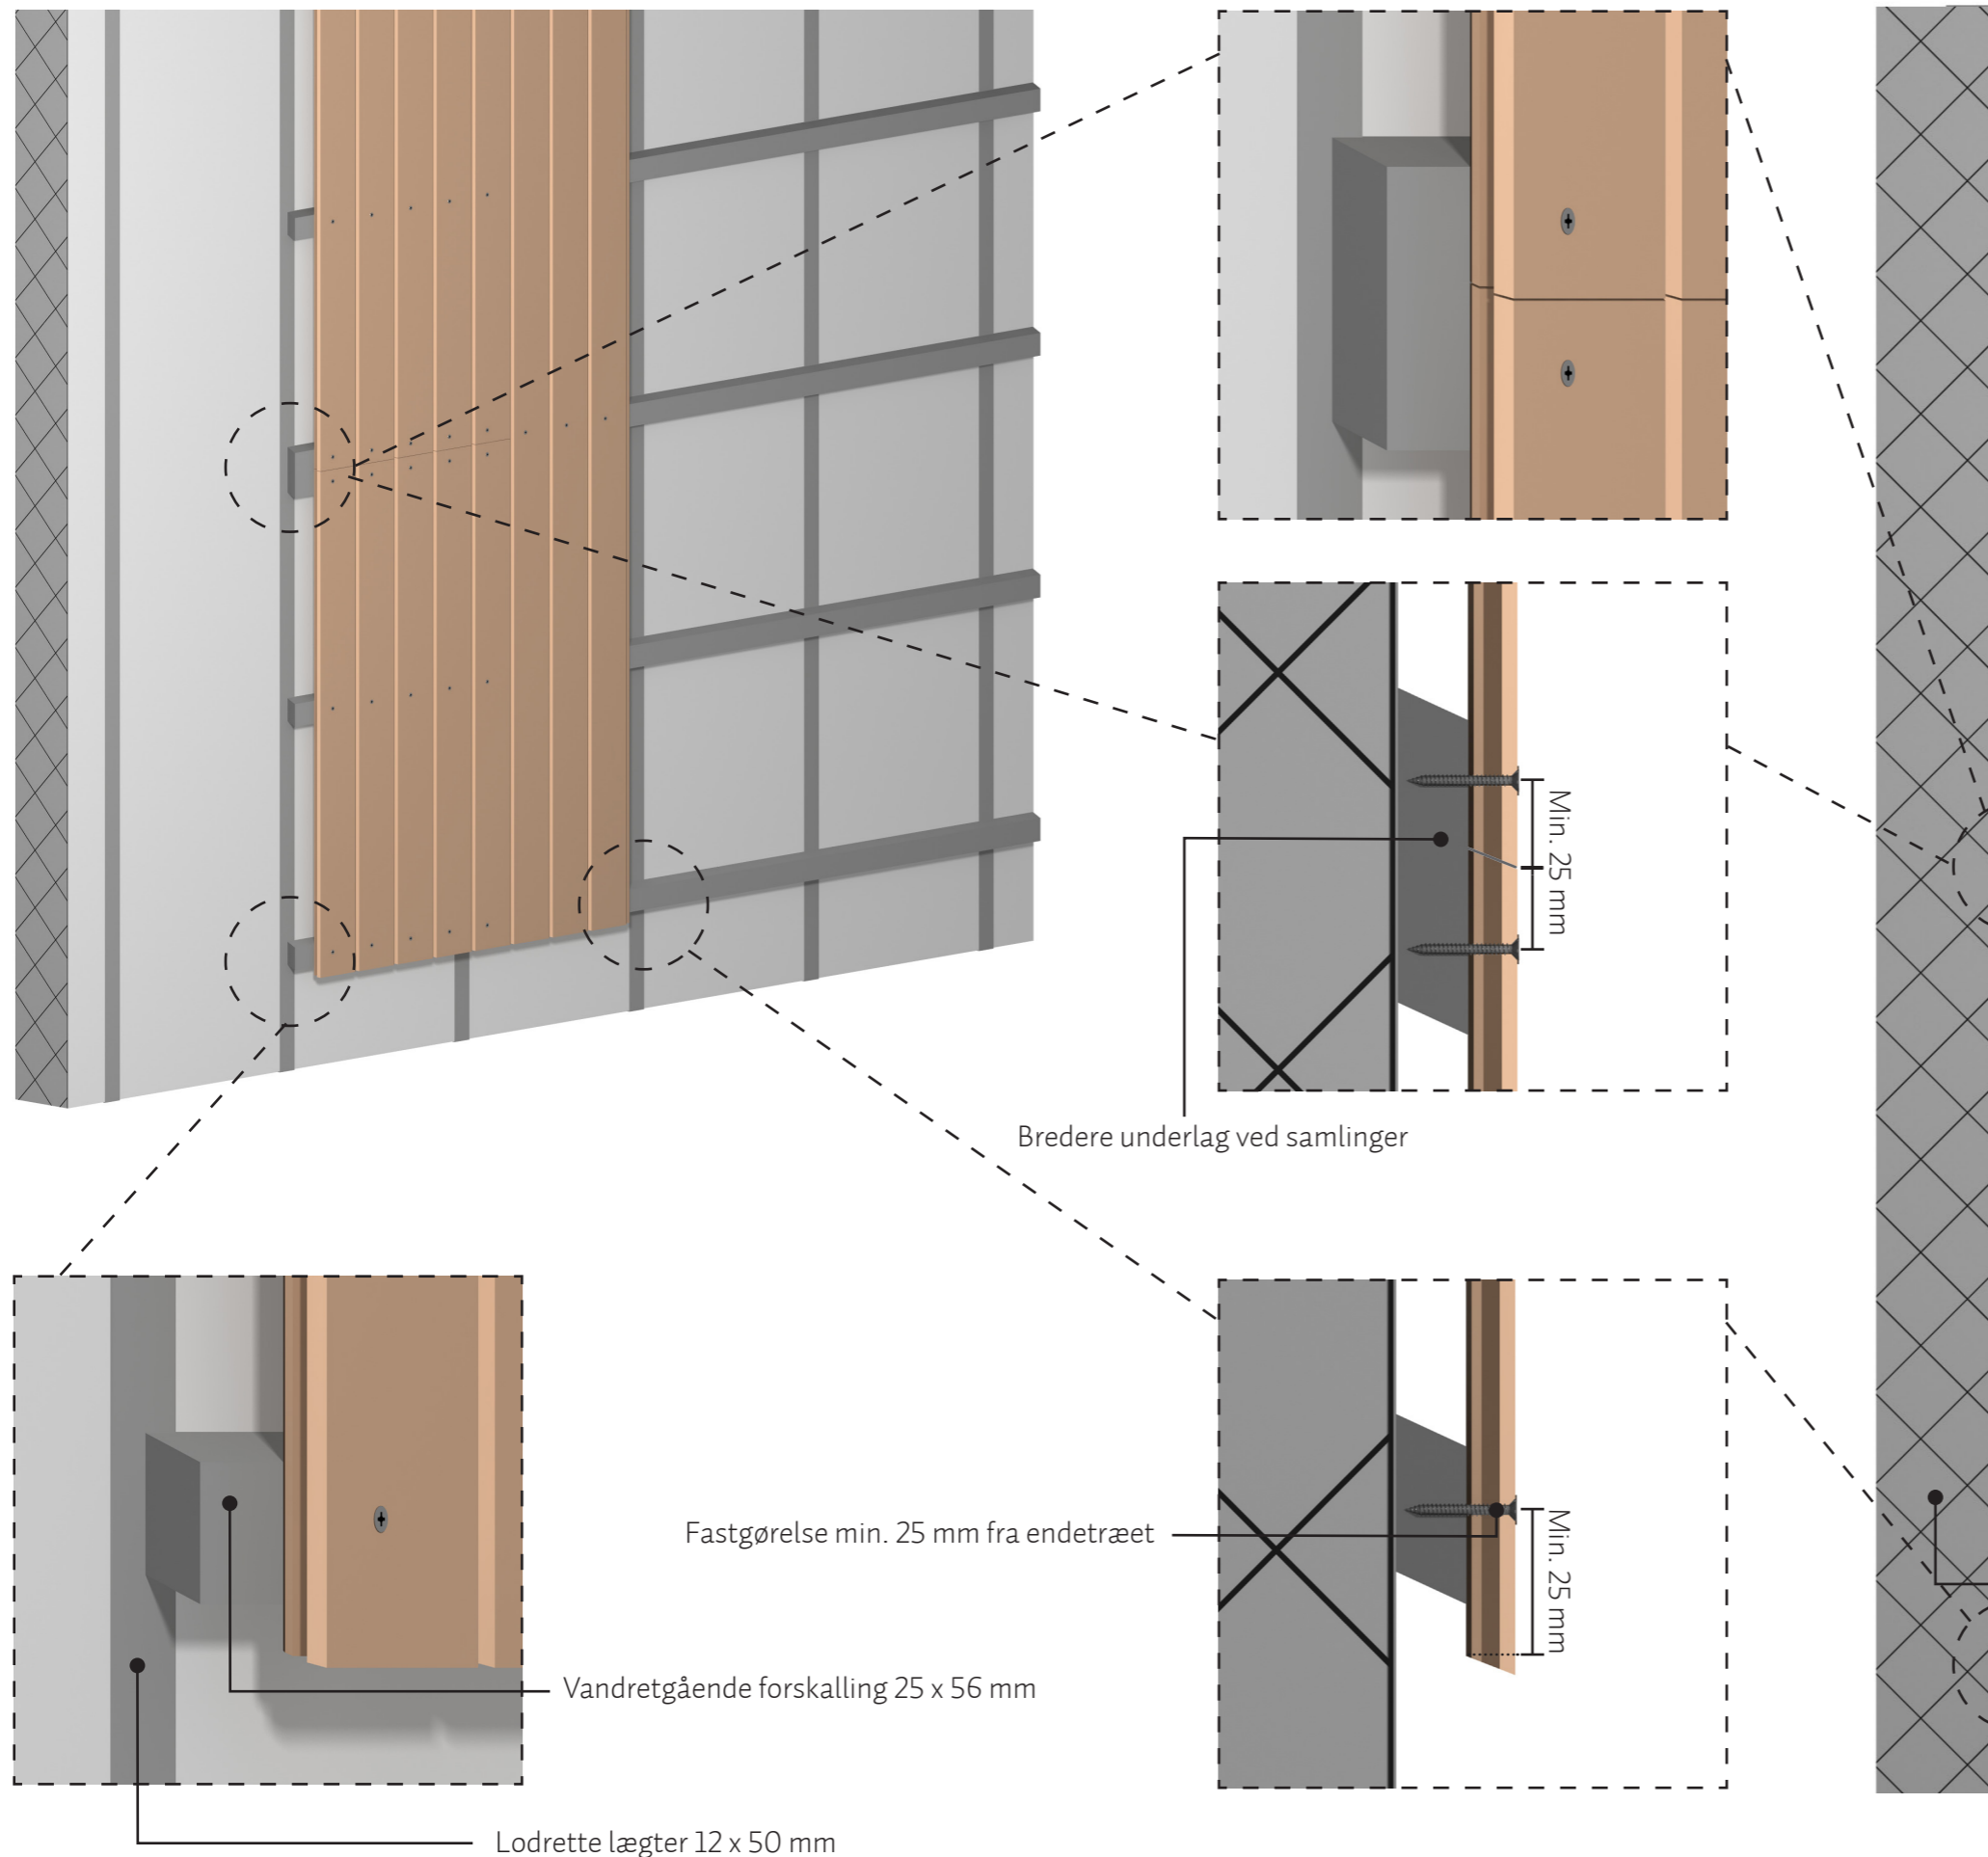 Min. 25 mm
Bredere underlag ved samlinger
Fastgørelse min. 25 mm fra endetræet
Min. 25 mm
Vandretgående forskalling 25 x 56 mm
Lodrette lægter 12 x 50 mm